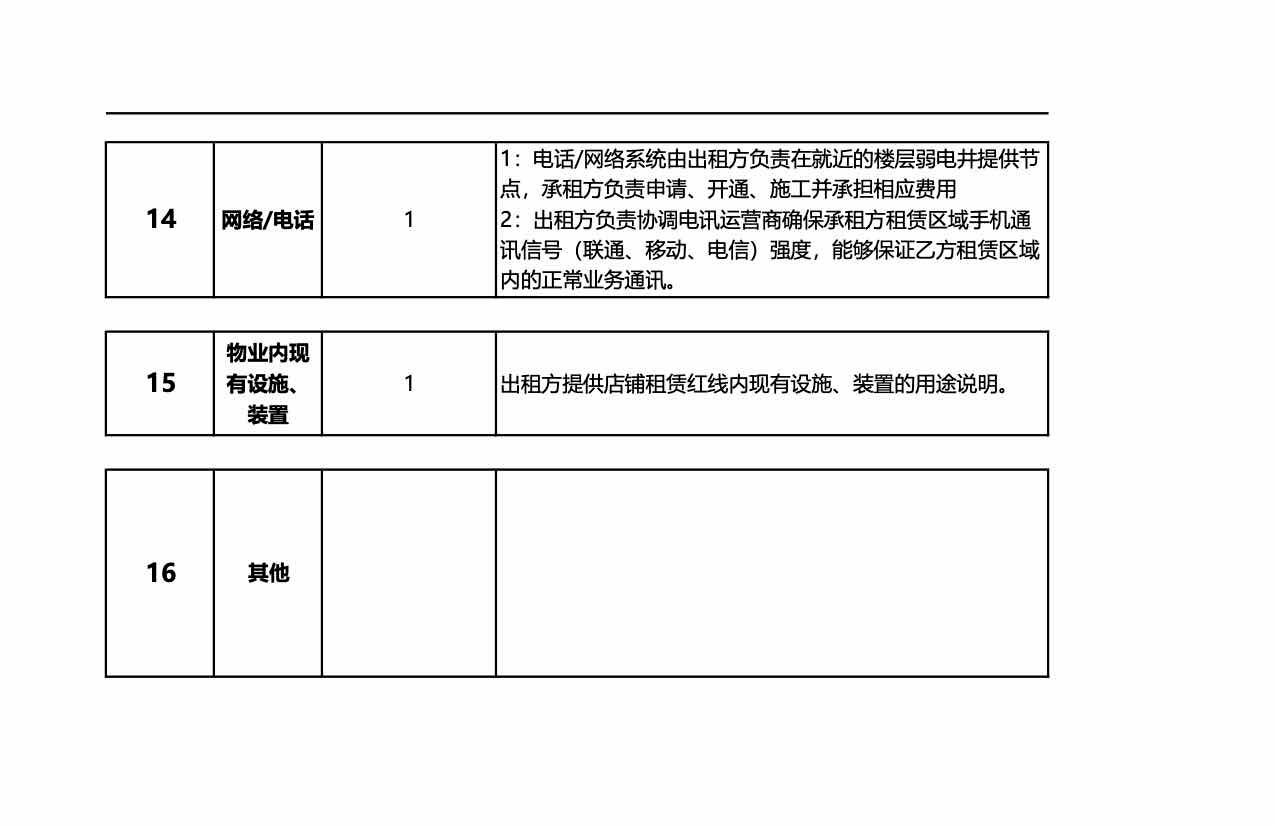 14
网络/电话
1
1：电话/网络系统由出租方负责在就近的楼层弱电井提供节
点，承租方负责申请、开通、施工并承担相应费用
2：出租方负责协调电讯运营商确保承租方租赁区域手机通
讯信号（联通、移动、电信）强度，能够保证乙方租赁区域
内的正常业务通讯。
15
物业内现
有设施、
装置
1
出租方提供店铺租赁红线内现有设施、装置的用途说明。
16
其他